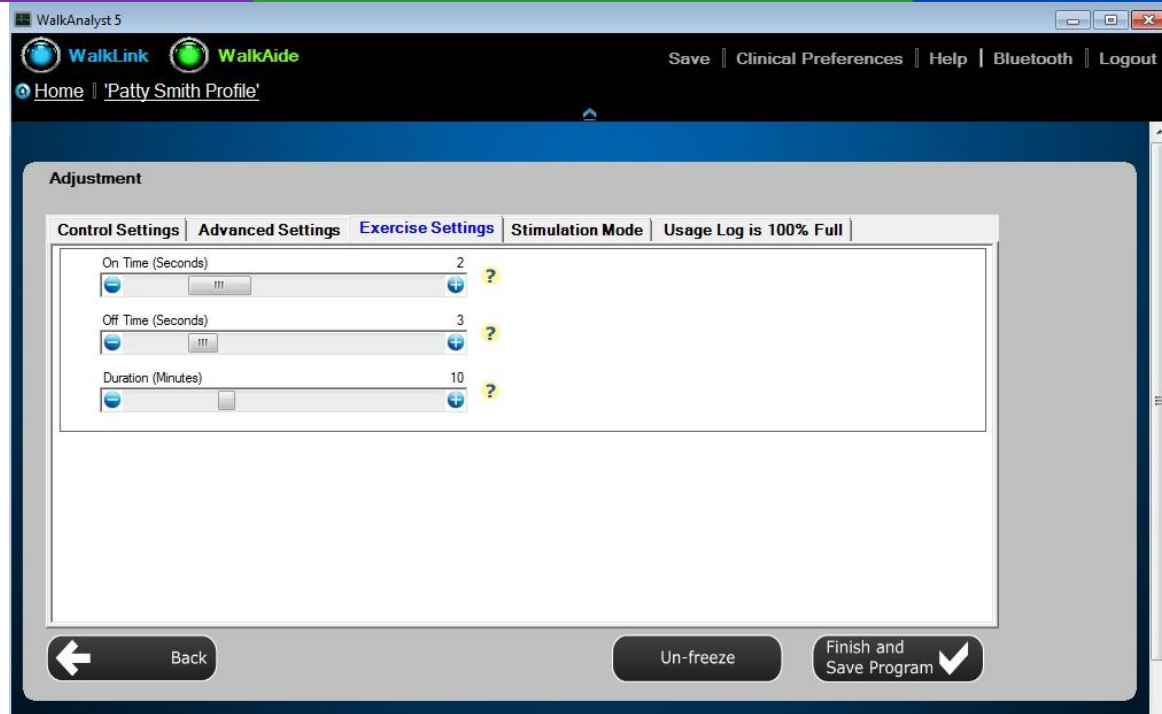 WalkAnalyst 5
WalkLink WalkAide
Save | Clinical Preferences | Help | Bluetooth | Logout
Home | 'Patty Smith Profile'
Adjustment
Control Settings | Advanced Settings Exercise Settings | Stimulation Mode | Usage Log is 100% Full |
On Time (Seconds) 2
?
Off Time (Seconds) 3
?
Duration (Minutes) 10
?
Back
Un-freeze
Finish and
Save Program